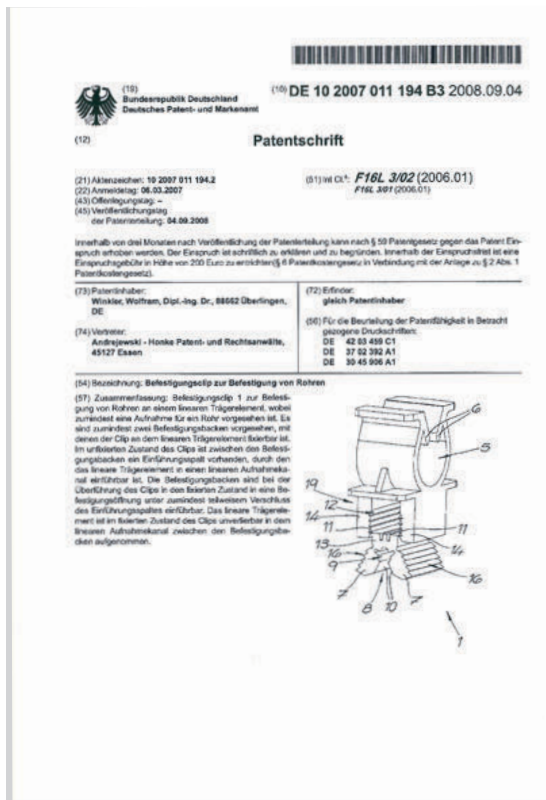 (19)
Bundesrepublik Deutschland
Deutsches Patent- und Markenamt
(10) DE 10 2007 011 194 B3 2008.09.04
(12)
Patentschrift
(21) Aktenzeichen: 10 2007 011 194.2
(22) Anmeldetag: 06.03.2007
(43) Offenlegungstag: –
(45) Veröffentlichungstag
der Patenterteilung: 04.09.2008
(51) Int Cl.⁸: F16L 3/02 (2006.01)
F16L 3/01 (2006.01)
Innerhalb von drei Monaten nach Veröffentlichung der Patenterteilung kann nach § 59 Patentgesetz gegen das Patent Ein-
spruch erhoben werden. Der Einspruch ist schriftlich zu erklären und zu begründen. Innerhalb der Einspruchsfrist ist eine
Einspruchsgebühr in Höhe von 200 Euro zu entrichten(§ 6 Patentkostengesetz in Verbindung mit der Anlage zu § 2 Abs. 1
Patentkostengesetz).
(73) Patentinhaber:
Winkler, Wolfram, Dipl.-Ing. Dr., 88662 Überlingen,
DE
(74) Vertreter:
Andrejewski - Honke Patent- und Rechtsanwälte,
45127 Essen
(72) Erfinder:
gleich Patentinhaber
(56) Für die Beurteilung der Patentfähigkeit in Betracht
gezogene Druckschriften:
DE 42 03 459 C1
DE 37 02 392 A1
DE 30 45 906 A1
(54) Bezeichnung: Befestigungsclip zur Befestigung von Rohren
(57) Zusammenfassung: Befestigungsclip 1 zur Befesti-
gung von Rohren an einem linearen Trägerelement, wobei
zumindest eine Aufnahme für ein Rohr vorgesehen ist. Es
sind zumindest zwei Befestigungsbacken vorgesehen, mit
denen der Clip an dem linearen Trägerelement fixierbar ist.
Im unfixierten Zustand des Clips ist zwischen den Befesti-
gungsbacken ein Einführungsspalt vorhanden, durch den
das lineare Trägerelement in einen linearen Aufnahmeka-
nal einführbar ist. Die Befestigungsbacken sind bei der
Überführung des Clips in den fixierten Zustand in eine Be-
festigungsöffnung unter zumindest teilweisem Verschluss
des Einführungsspaltes einführbar. Das lineare Trägerele-
ment ist im fixierten Zustand des Clips unverlierbar in dem
linearen Aufnahmekanal zwischen den Befestigungsba-
cken aufgenommen.
6
5
19
12
14
11
11
13
14
16
9
16
7
8
10
7
1